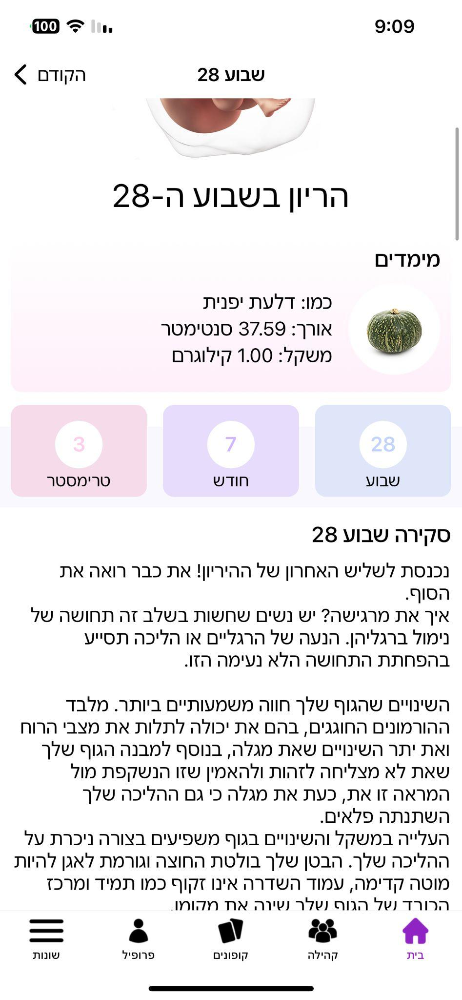 100
9:09
הקודם
שבוע 28
הריון בשבוע ה-28
מימדים
כמו: דלעת יפנית
אורך: 37.59 סנטימטר
משקל: 1.00 קילוגרם
28
שבוע
7
חודש
3
טרימסטר
סקירה שבוע 28
נכנסת לשליש האחרון של ההיריון! את כבר רואה את
הסוף.
איך את מרגישה? יש נשים שחשות בשלב זה תחושה של
נימול ברגליהן. הנעה של הרגליים או הליכה תסייע
בהפחתת התחושה הלא נעימה הזו.
השינויים שהגוף שלך חווה משמעותיים ביותר. מלבד
ההורמונים החוגגים, בהם את יכולה לתלות את מצבי הרוח
ואת יתר השינויים שאת מגלה, בנוסף למבנה הגוף שלך
שאת לא מצליחה לזהות ולהאמין שזו הנשקפת מול
המראה זו את, כעת את מגלה כי גם ההליכה שלך
השתנתה פלאים.
העלייה במשקל והשינויים בגוף משפיעים בצורה ניכרת על
ההליכה שלך. הבטן שלך בולטת החוצה וגורמת לאגן להיות
מוטה קדימה, עמוד השדרה אינו זקוף כמו תמיד ומרכז
הכובד של הגוף שלך שינה את מקומו.
בית
קהילה
קופונים
פרופיל
שונות